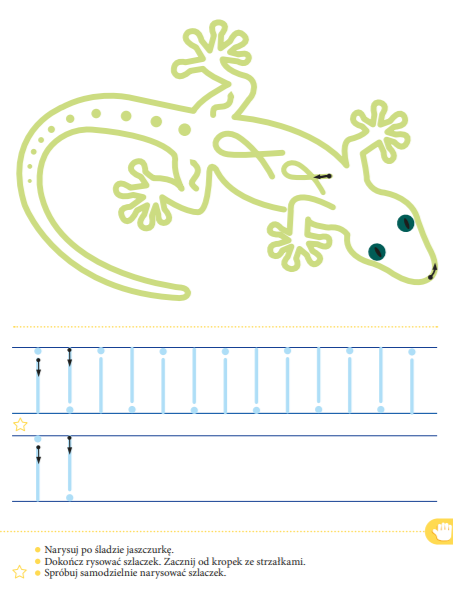 Narysuj po śladzie jaszczurkę.
Dokończ rysować szlaczek. Zacznij od kropek ze strzałkami.
Spróbuj samodzielnie narysować szlaczek.